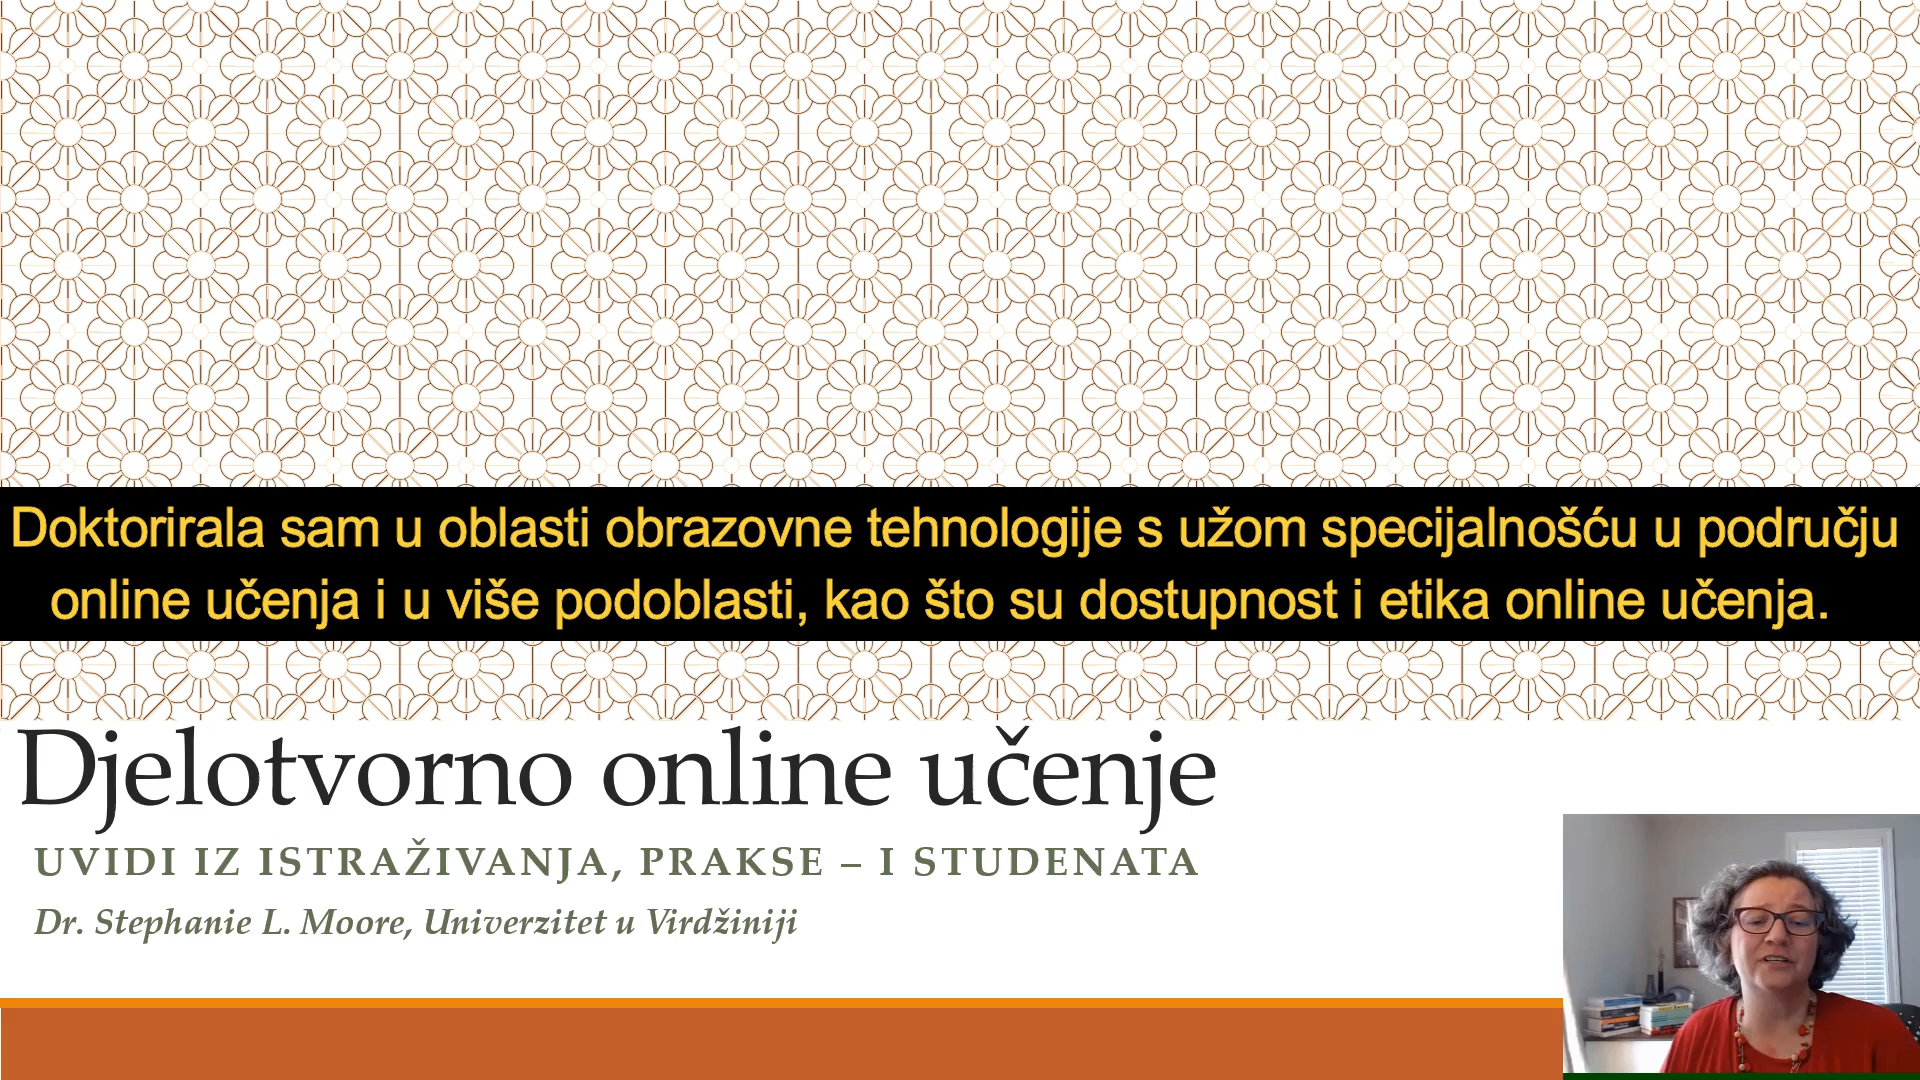 Doktorirala sam u oblasti obrazovne tehnologije s užom specijalnošću u području
online učenja i u više podoblasti, kao što su dostupnost i etika online učenja.
Djelotvorno online učenje
UVIDI IZ ISTRAŽIVANJA, PRAKSE – I STUDENATA
Dr. Stephanie L. Moore, Univerzitet u Virdžiniji